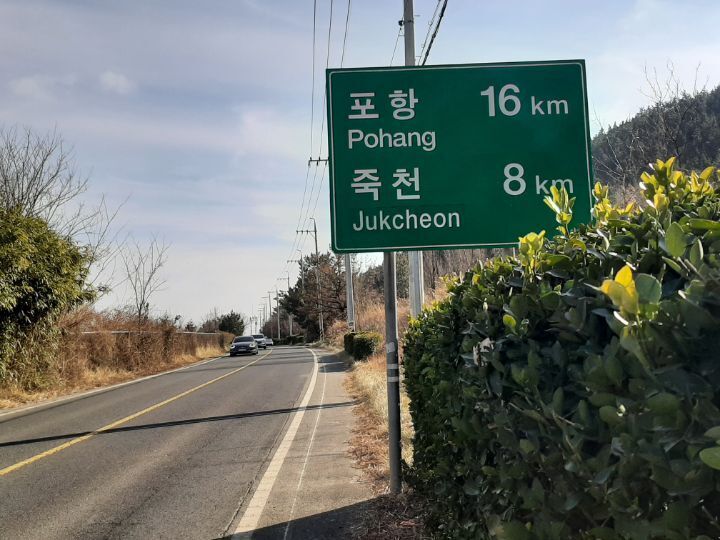 포항 16 km
Pohang
죽천 8 km
Jukcheon